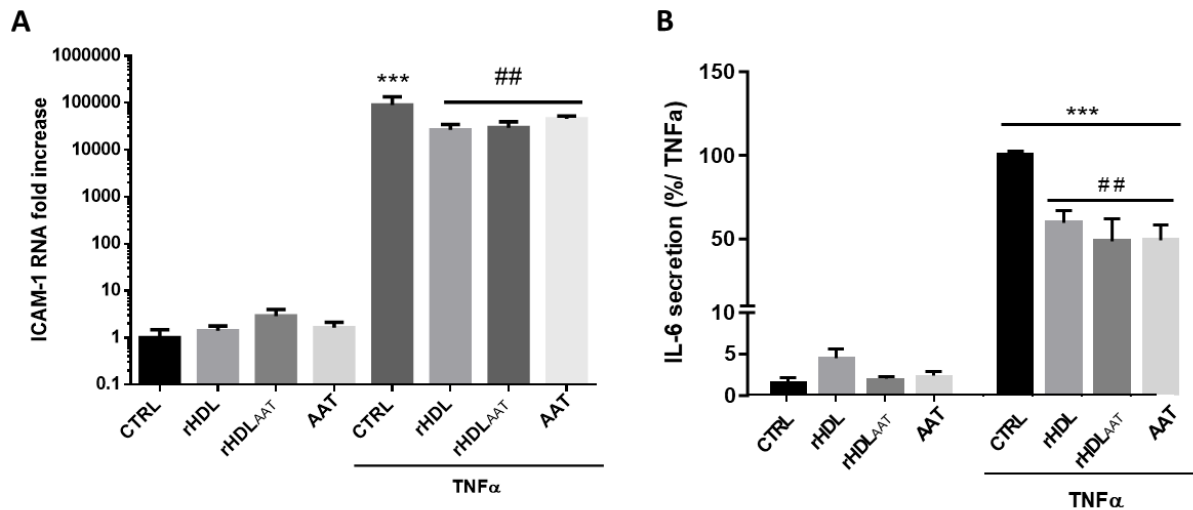 A
ICAM-1 RNA fold increase
1000000
100000
10000
1000
100
10
1
0.1
***
##
CTRL
rHDL
rHDLAAT
AAT
CTRL
rHDL
rHDLAAT
AAT
TNFα
B
IL-6 secretion (%/ TNFa)
150
100
50
10
5
0
***
##
CTRL
rHDL
rHDLAAT
AAT
CTRL
rHDL
rHDLAAT
AAT
TNFα